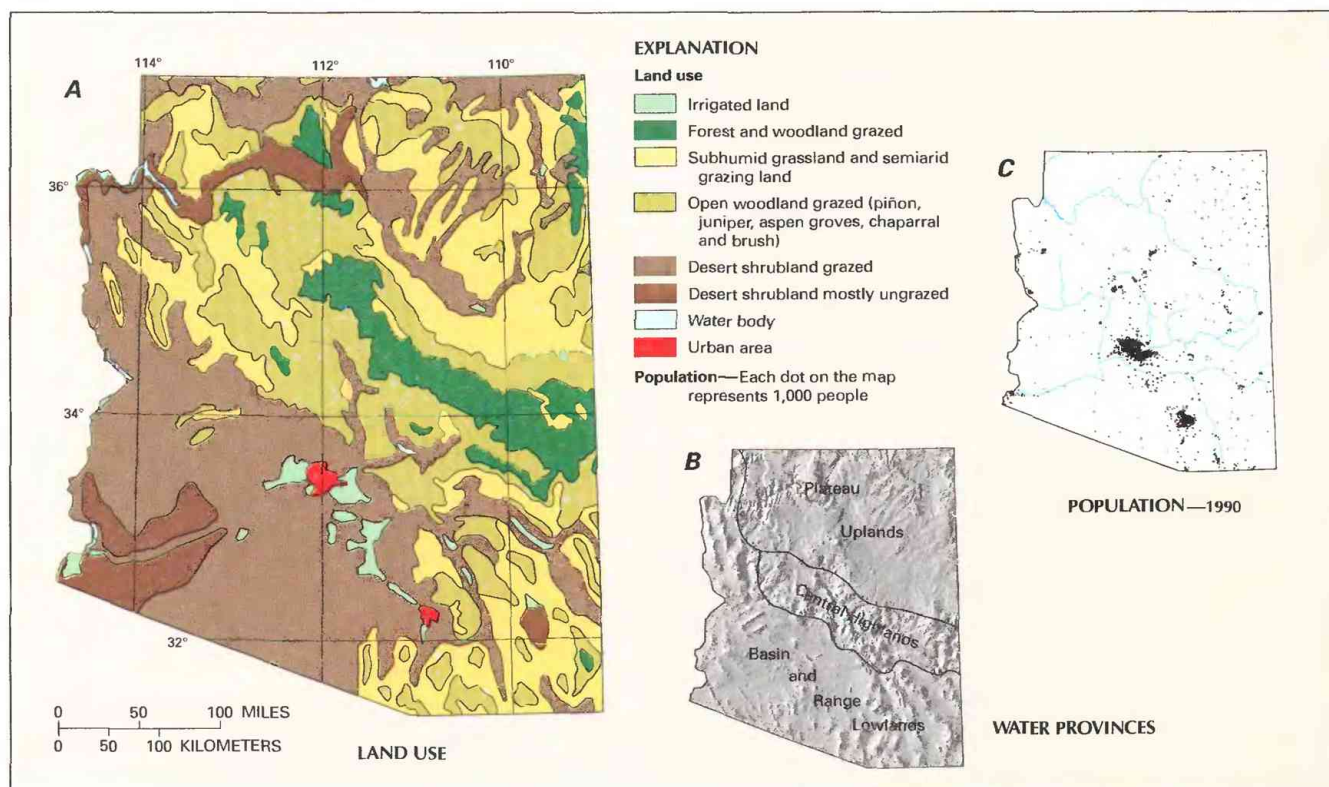 A
114°
112°
110°
36°
34°
32°
0 50 100 MILES
0 50 100 KILOMETERS
LAND USE
EXPLANATION
Land use
Irrigated land
Forest and woodland grazed
Subhumid grassland and semiarid
grazing land
Open woodland grazed (piñon,
juniper, aspen groves, chaparral
and brush)
Desert shrubland grazed
Desert shrubland mostly ungrazed
Water body
Urban area
Population—Each dot on the map
represents 1,000 people
B
Plateau
Uplands
Central Highlands
Basin
and
Range
Lowlands
WATER PROVINCES
C
POPULATION—1990